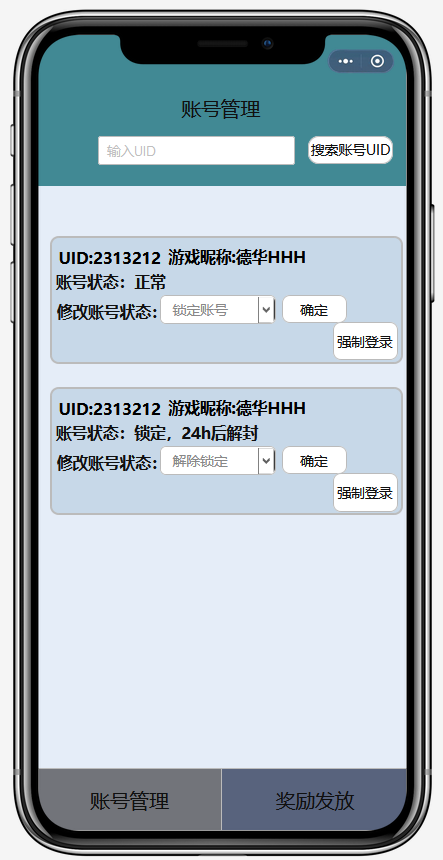 账号管理
输入UID 搜索账号UID
UID:2313212 游戏昵称:德华HHH
账号状态：正常
修改账号状态： 锁定账号 确定
强制登录
UID:2313212 游戏昵称:德华HHH
账号状态：锁定，24h后解封
修改账号状态： 解除锁定 确定
强制登录
账号管理 奖励发放